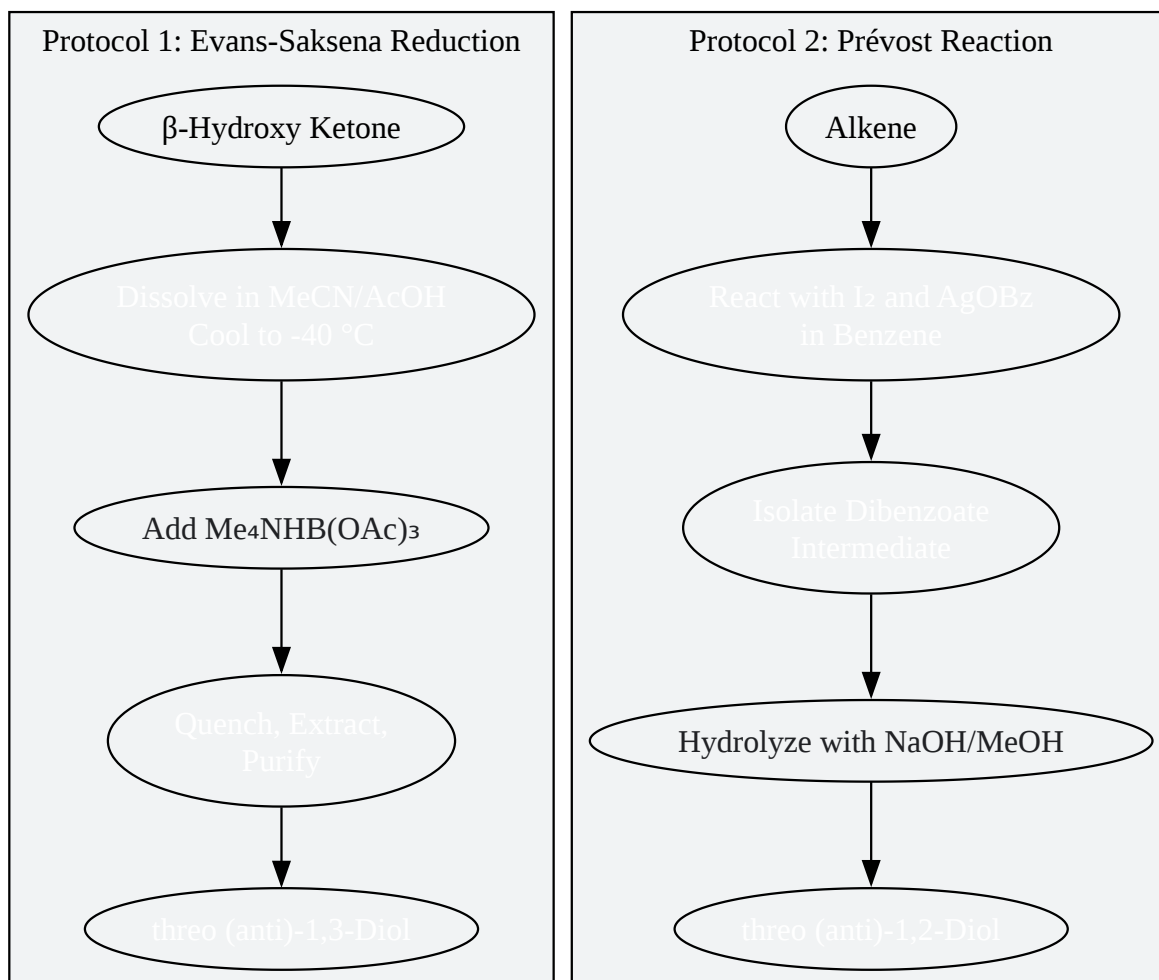 Protocol 1: Evans-Saksena Reduction
β-Hydroxy Ketone
Dissolve in MeCN/AcOH
Cool to -40 °C
Add Me₄NHB(OAc)₃
Quench, Extract,
Purify
threo (anti)-1,3-Diol
Protocol 2: Prévost Reaction
Alkene
React with I₂ and AgOBz
in Benzene
Isolate Dibenzoate
Intermediate
Hydrolyze with NaOH/MeOH
threo (anti)-1,2-Diol